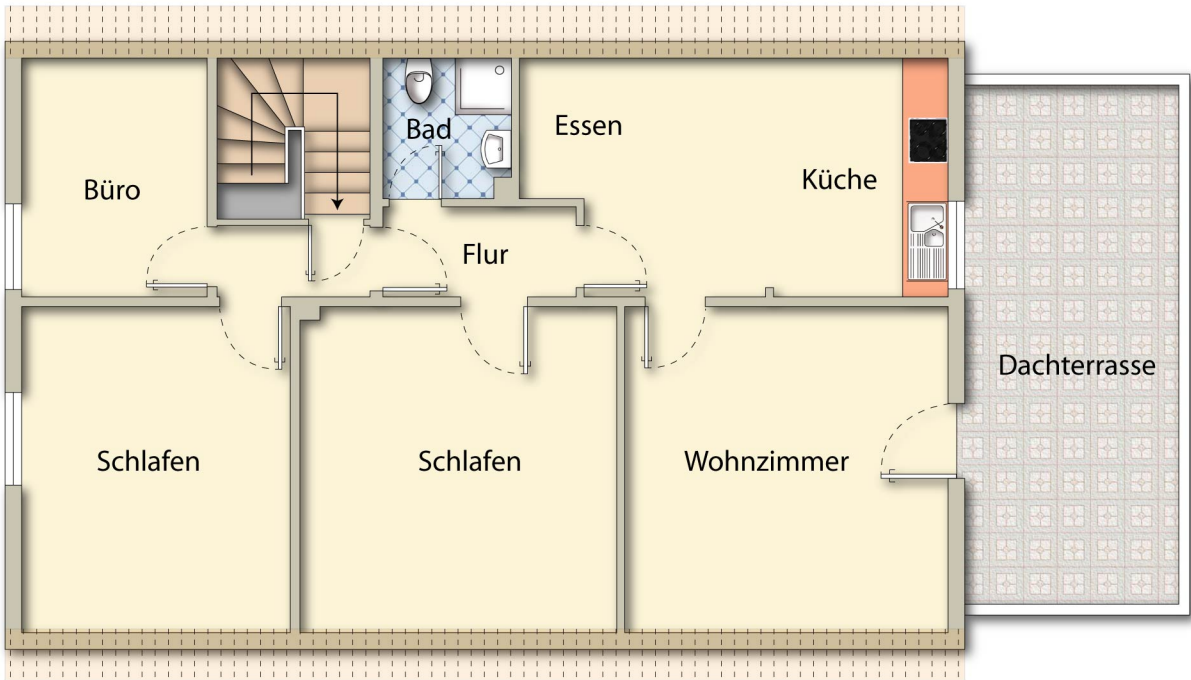 Bad
Essen
Küche
Büro
Flur
Dachterrasse
Schlafen
Schlafen
Wohnzimmer